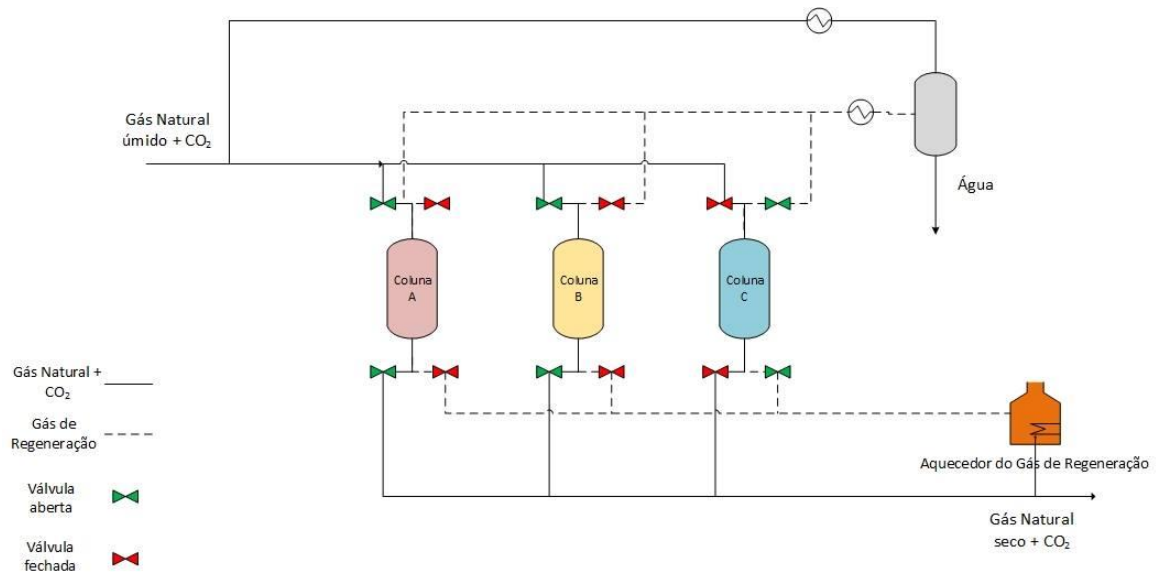 Gás Natural
úmido + CO₂
Água
Coluna
A
Coluna
B
Coluna
C
Gás Natural +
CO₂
Gás de
Regeneração
Válvula
aberta
Válvula
fechada
Aquecedor do Gás de Regeneração
Gás Natural
seco + CO₂